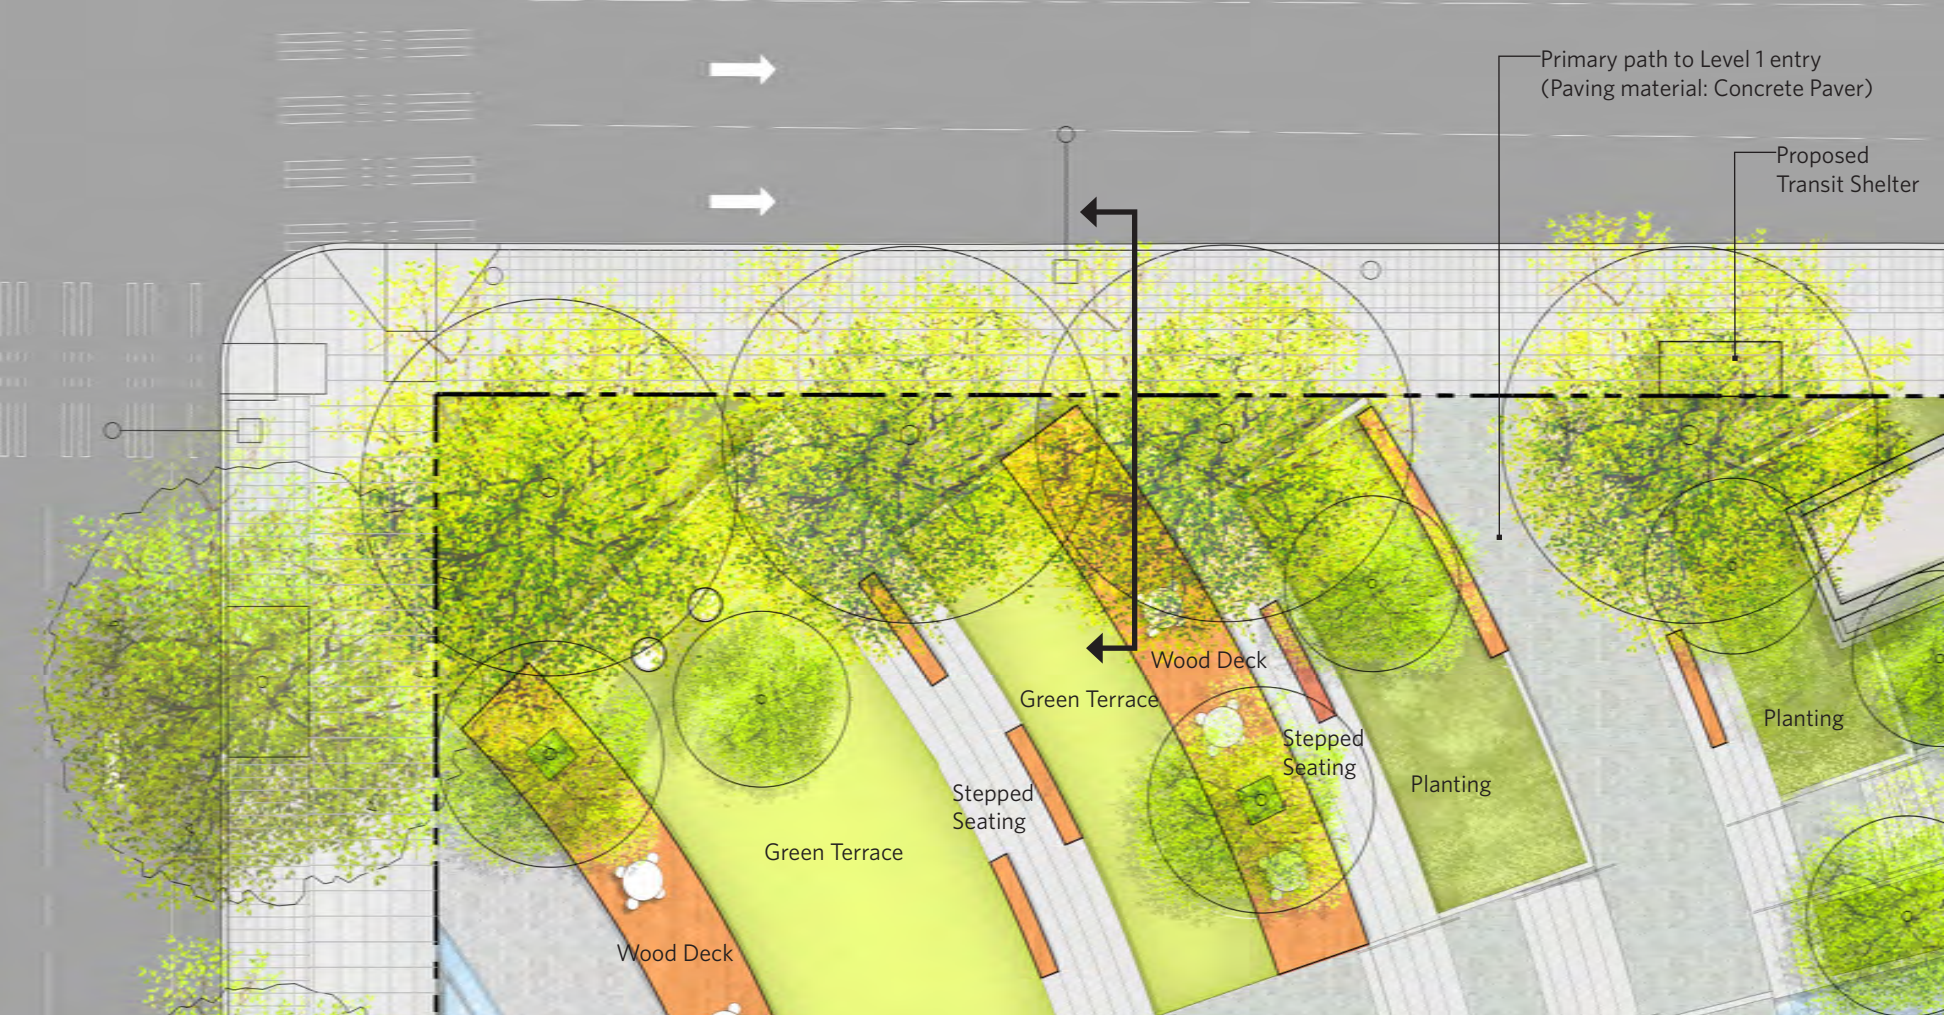 Primary path to Level 1 entry
(Paving material: Concrete Paver)
Proposed
Transit Shelter
Wood Deck
Green Terrace
Stepped
Seating
Planting
Planting
Stepped
Seating
Green Terrace
Wood Deck